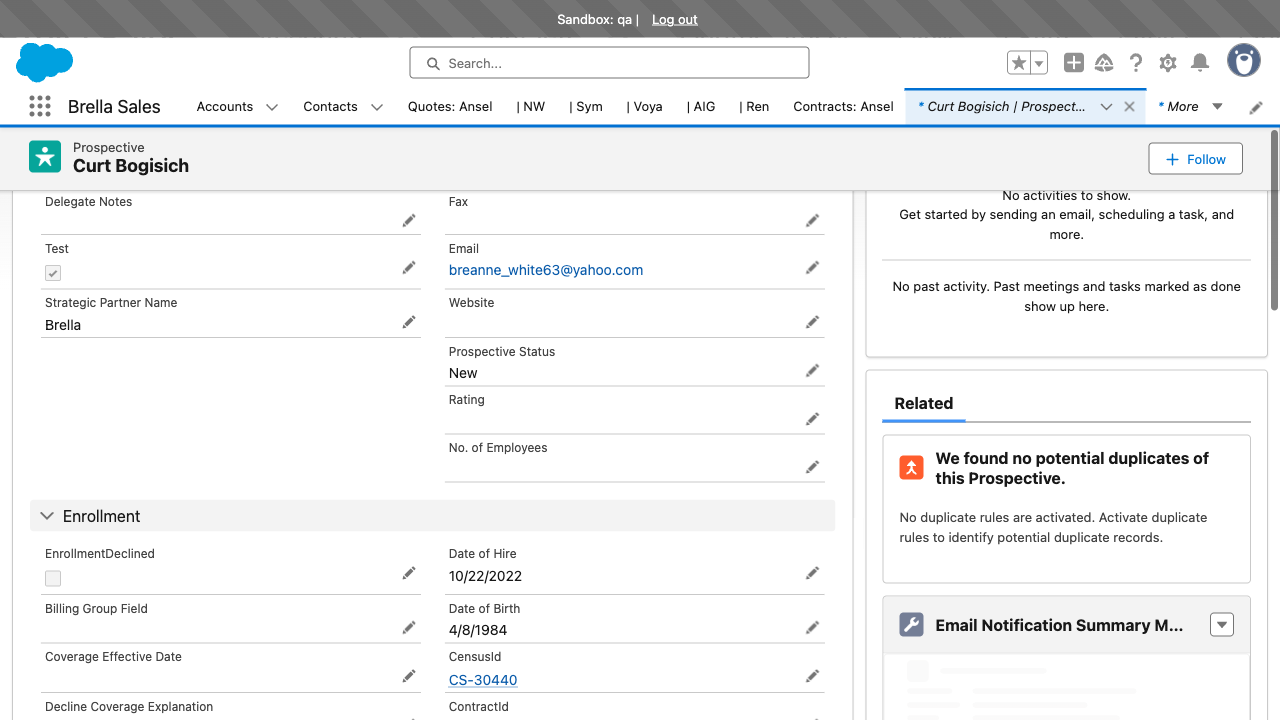 Sandbox: qa | Log out
Search...
Brella Sales
Accounts
Contacts
Quotes: Ansel
| NW
| Sym
| Voya
| AIG
| Ren
Contracts: Ansel
* Curt Bogisich | Prospect...
* More
Prospective
Curt Bogisich
Follow
Delegate Notes
Fax
Test
Email
breanne_white63@yahoo.com
Strategic Partner Name
Brella
Website
Prospective Status
New
Rating
No. of Employees
Enrollment
EnrollmentDeclined
Date of Hire
10/22/2022
Billing Group Field
Date of Birth
4/8/1984
Coverage Effective Date
CensusId
CS-30440
Decline Coverage Explanation
ContractId
No activities to show.
Get started by sending an email, scheduling a task, and
more.
No past activity. Past meetings and tasks marked as done
show up here.
Related
We found no potential duplicates of
this Prospective.
No duplicate rules are activated. Activate duplicate
rules to identify potential duplicate records.
Email Notification Summary M...